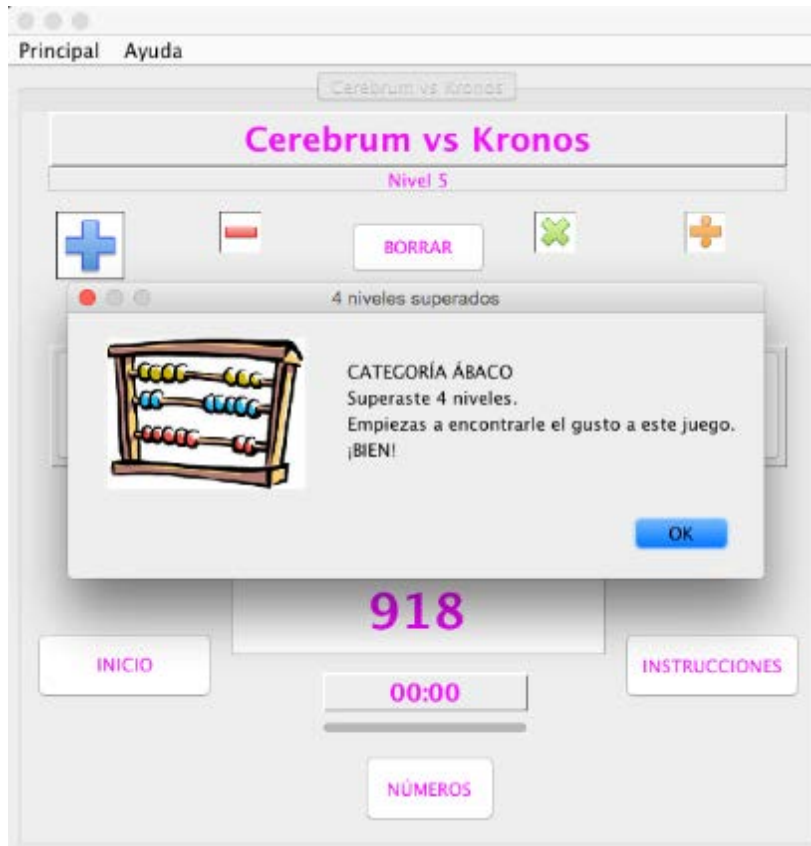 Principal Ayuda
Cerebrum vs Kronos
Cerebrum vs Kronos
Nivel 5
BORRAR
4 niveles superados
CATEGORÍA ÁBACO
Superaste 4 niveles.
Empiezas a encontrarle el gusto a este juego.
¡BIEN!
OK
918
INICIO
INSTRUCCIONES
00:00
NÚMEROS